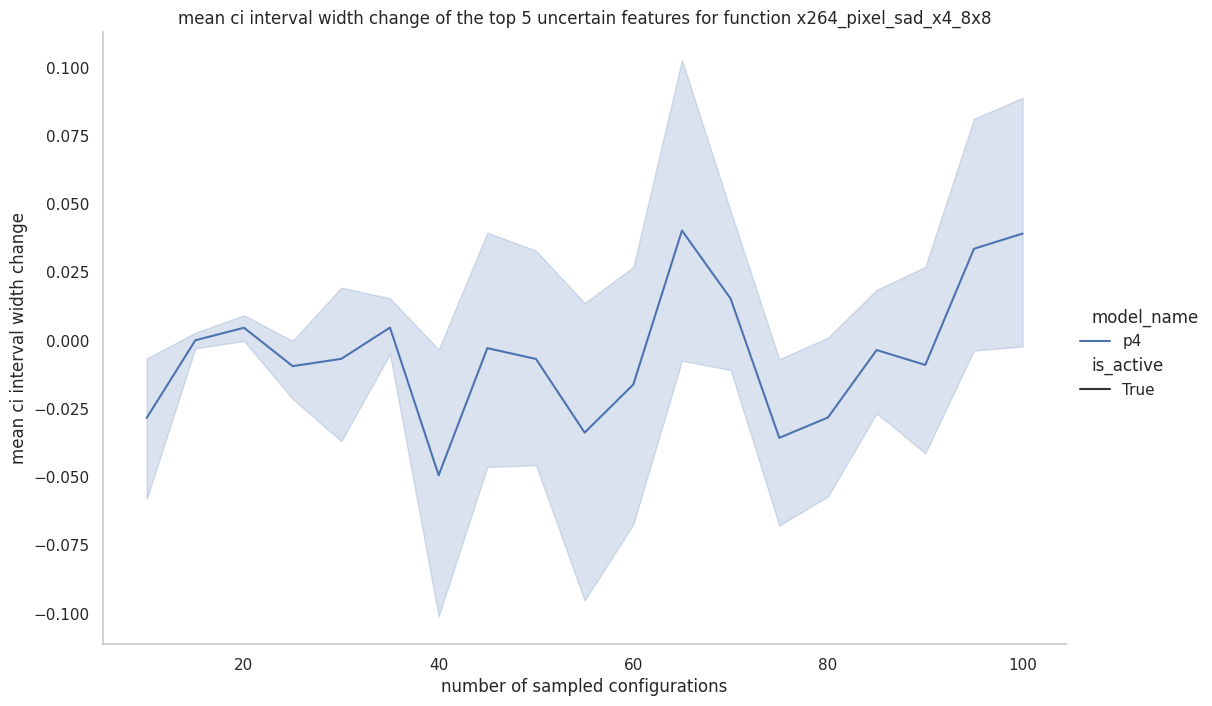 mean ci interval width change of the top 5 uncertain features for function x264_pixel_sad_x4_8x8
mean ci interval width change
0.100
0.075
0.050
0.025
0.000
−0.025
−0.050
−0.075
−0.100
20
40
60
80
100
number of sampled configurations
model_name
p4
is_active
True